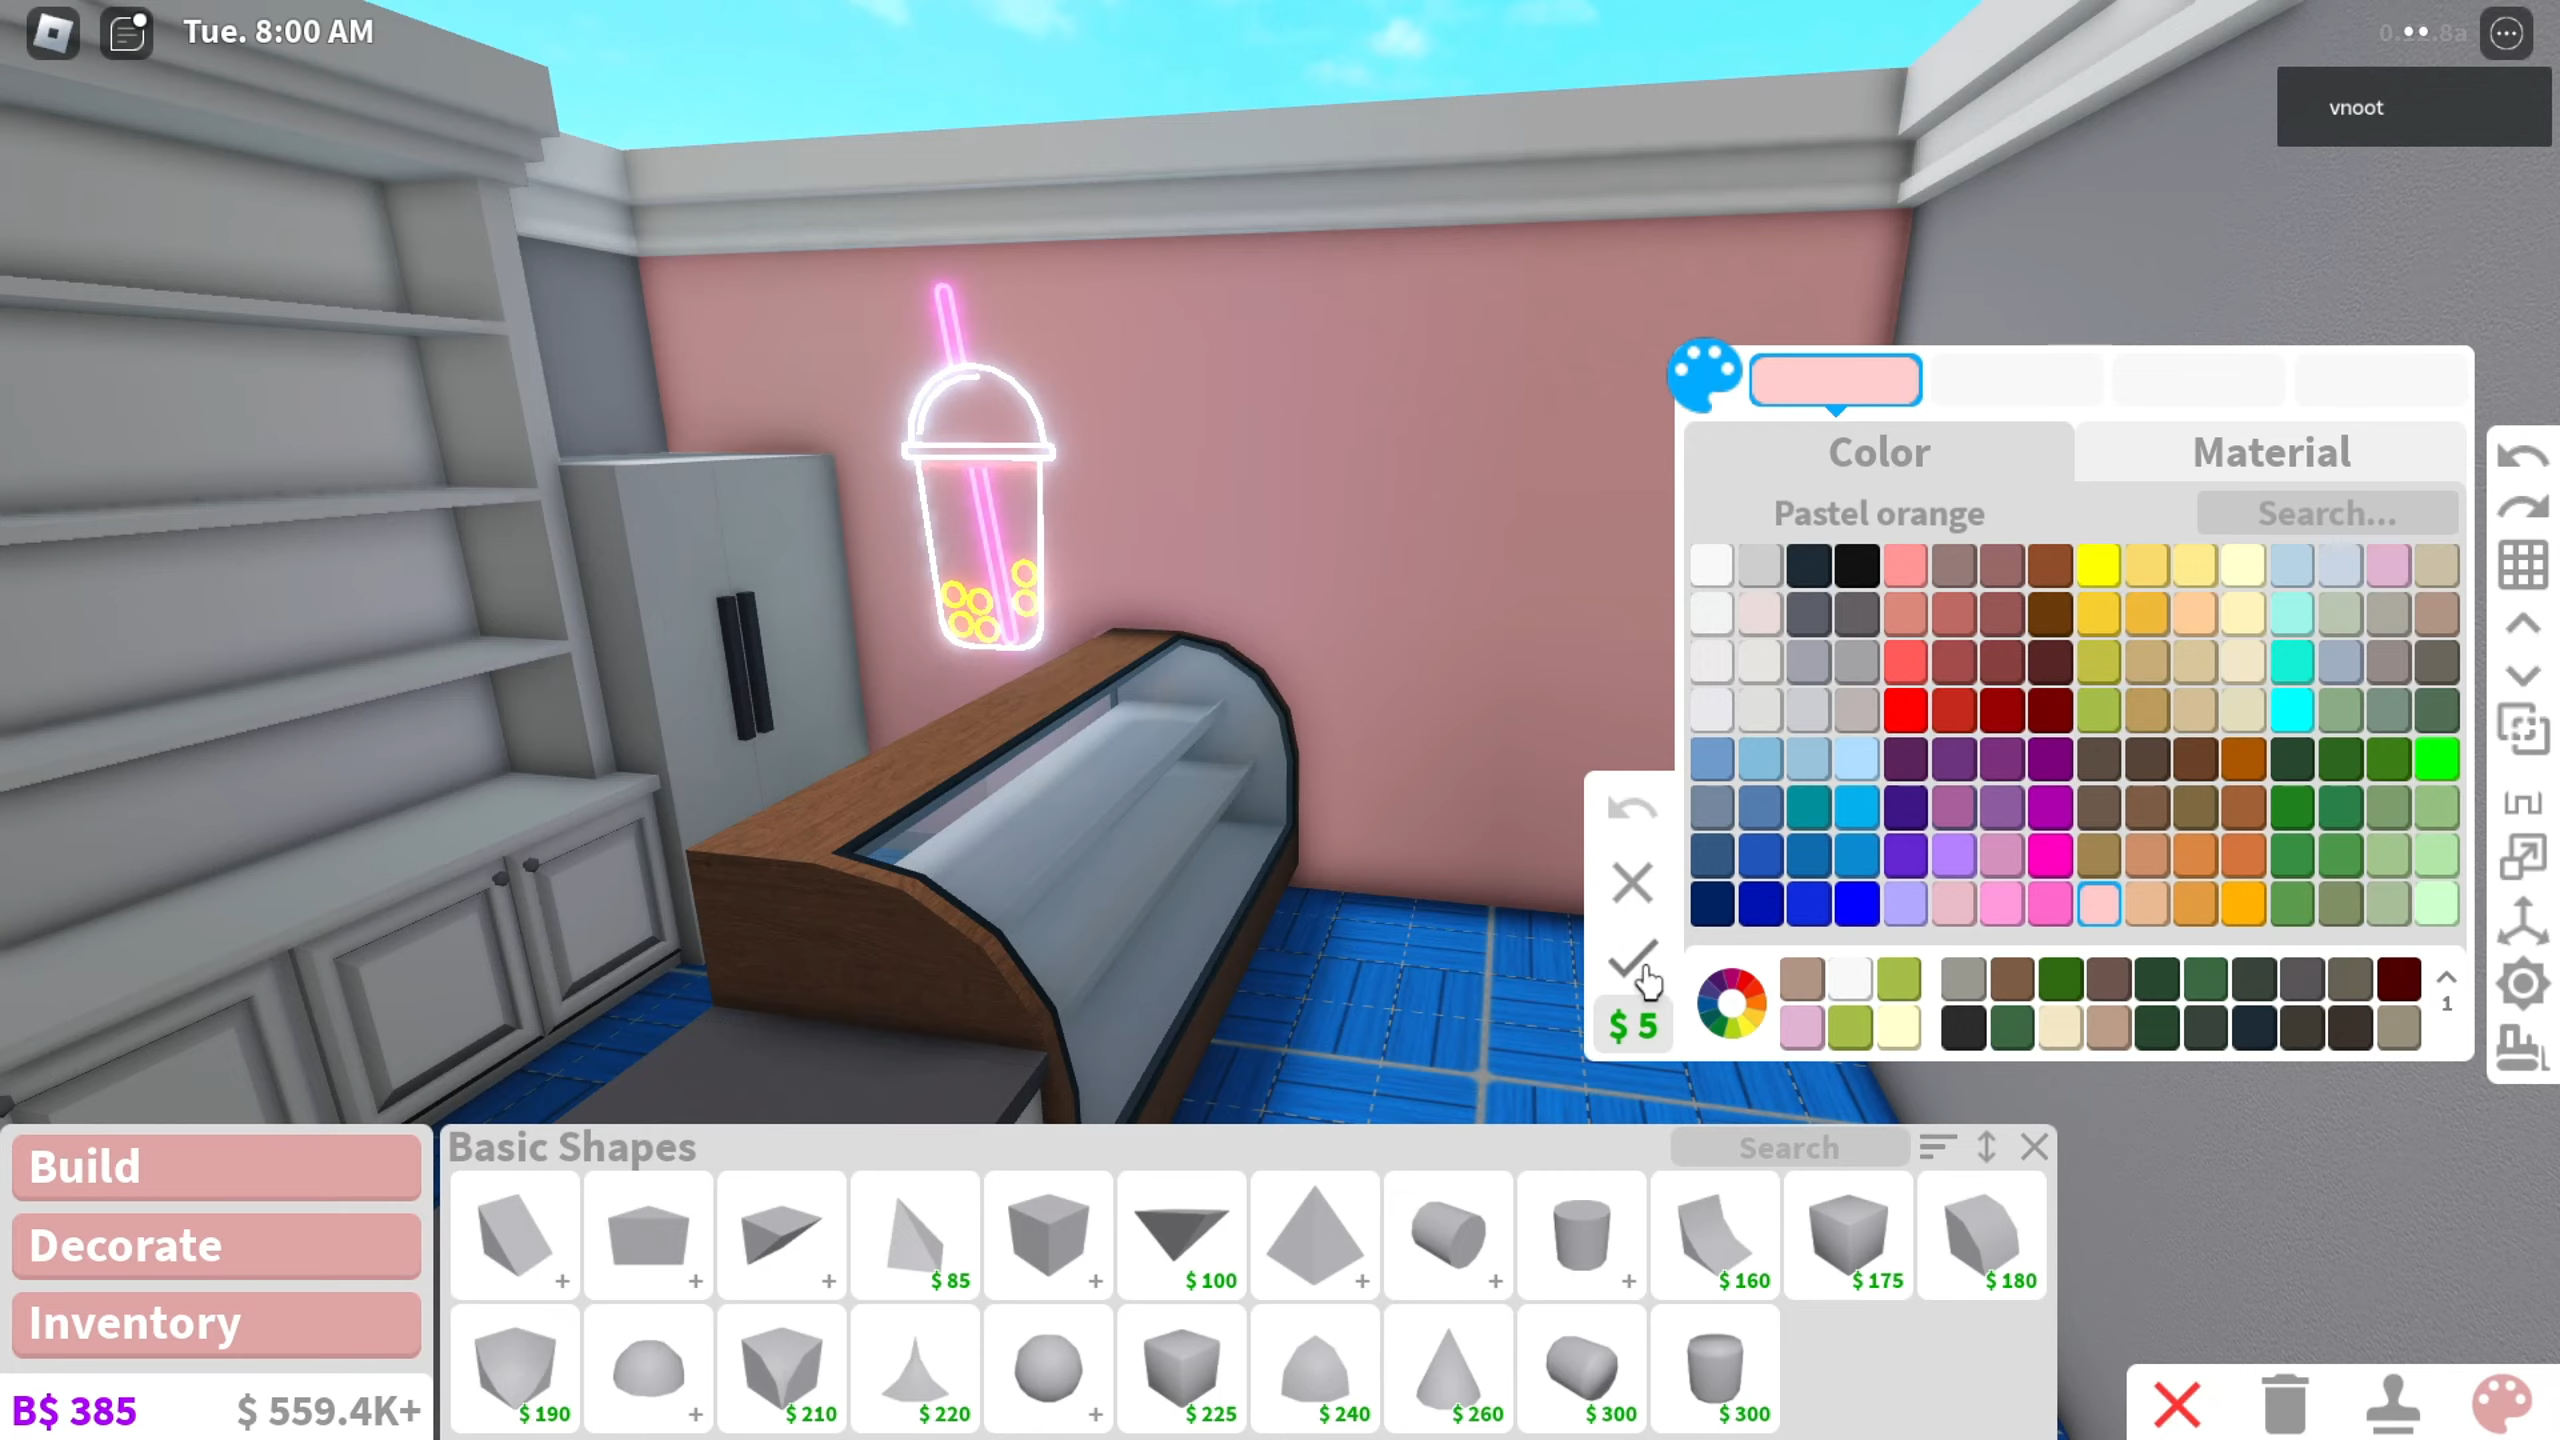 Tue. 8:00 AM
vnoot
Color
Material
Pastel orange
Search...
$ 5
1
Build
Decorate
Inventory
B$ 385
$ 559.4K+
Basic Shapes
Search
+
+
+
$ 85
+
$ 100
+
+
+
$ 160
$ 175
$ 180
$ 190
+
$ 210
$ 220
+
$ 225
$ 240
$ 260
$ 300
$ 300